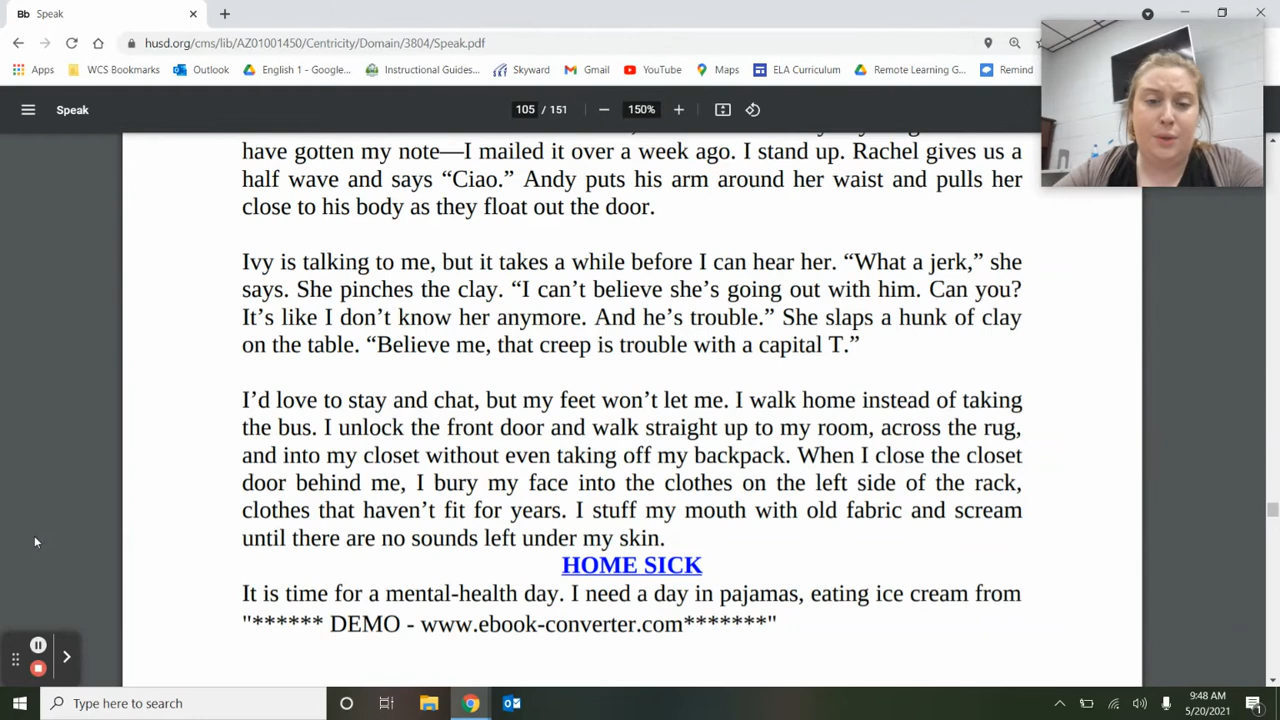 Bb Speak
husd.org/cms/lib/AZ01001450/Centricity/Domain/3804/Speak.pdf
Apps WCS Bookmarks Outlook English 1 - Google... Instructional Guides... Skyward Gmail YouTube Maps ELA Curriculum Remote Learning G... Remind
Speak 105 / 151 150%
have gotten my note—I mailed it over a week ago. I stand up. Rachel gives us a
half wave and says “Ciao.” Andy puts his arm around her waist and pulls her
close to his body as they float out the door.
Ivy is talking to me, but it takes a while before I can hear her. “What a jerk,” she
says. She pinches the clay. “I can’t believe she’s going out with him. Can you?
It’s like I don’t know her anymore. And he’s trouble.” She slaps a hunk of clay
on the table. “Believe me, that creep is trouble with a capital T.”
I’d love to stay and chat, but my feet won’t let me. I walk home instead of taking
the bus. I unlock the front door and walk straight up to my room, across the rug,
and into my closet without even taking off my backpack. When I close the closet
door behind me, I bury my face into the clothes on the left side of the rack,
clothes that haven’t fit for years. I stuff my mouth with old fabric and scream
until there are no sounds left under my skin.
HOME SICK
It is time for a mental-health day. I need a day in pajamas, eating ice cream from
"****** DEMO - www.ebook-converter.com*******"
Type here to search
9:48 AM
5/20/2021